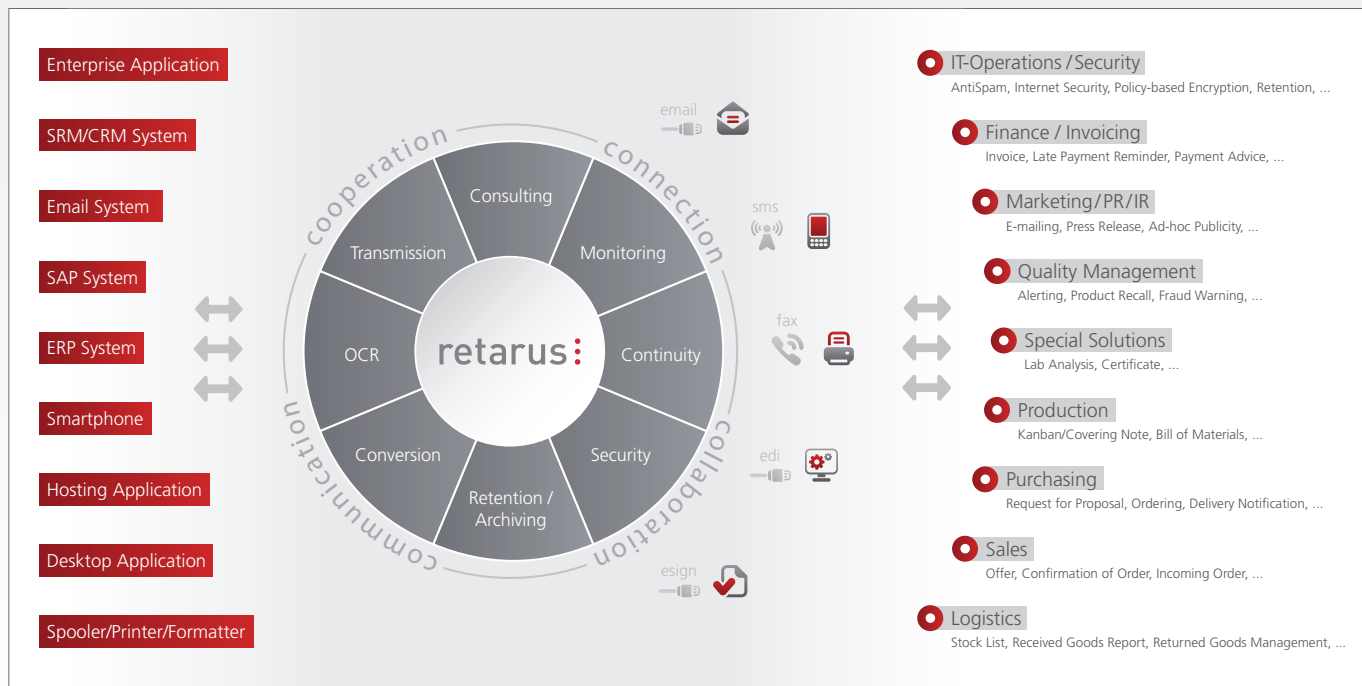 Enterprise Application
SRM/CRM System
Email System
SAP System
ERP System
Smartphone
Hosting Application
Desktop Application
Spooler/Printer/Formatter
cooperation
connection
collaboration
communication
Consulting
Monitoring
Continuity
Security
Retention /
Archiving
Conversion
OCR
Transmission
retarus
email
sms
fax
edi
esign
IT-Operations / Security
AntiSpam, Internet Security, Policy-based Encryption, Retention, ...
Finance / Invoicing
Invoice, Late Payment Reminder, Payment Advice, ...
Marketing/PR/IR
E-mailing, Press Release, Ad-hoc Publicity, ...
Quality Management
Alerting, Product Recall, Fraud Warning, ...
Special Solutions
Lab Analysis, Certificate, ...
Production
Kanban/Covering Note, Bill of Materials, ...
Purchasing
Request for Proposal, Ordering, Delivery Notification, ...
Sales
Offer, Confirmation of Order, Incoming Order, ...
Logistics
Stock List, Received Goods Report, Returned Goods Management, ...